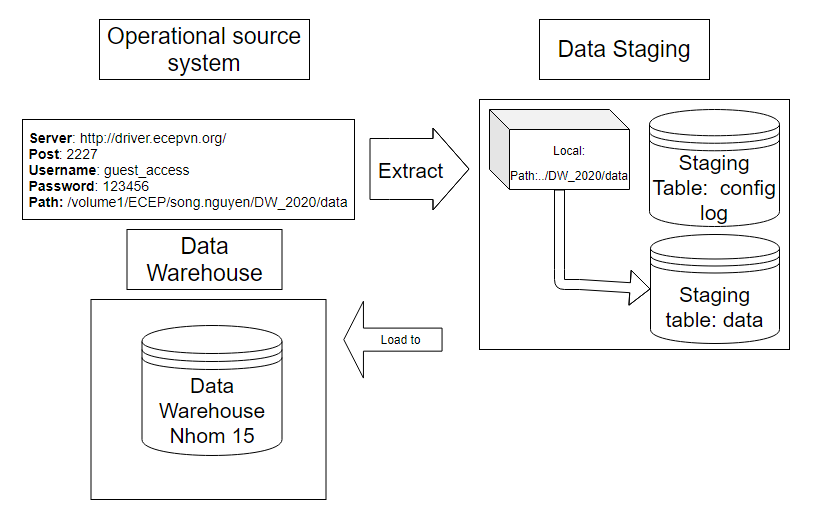 Operational source
system
Data Staging
Server: http://driver.ecepvn.org/
Post: 2227
Username: guest_access
Password: 123456
Path: /volume1/ECEP/song.nguyen/DW_2020/data
Extract
Local:
Path:../DW_2020/data
Staging
Table: config
log
Staging
table: data
Data
Warehouse
Load to
Data
Warehouse
Nhom 15